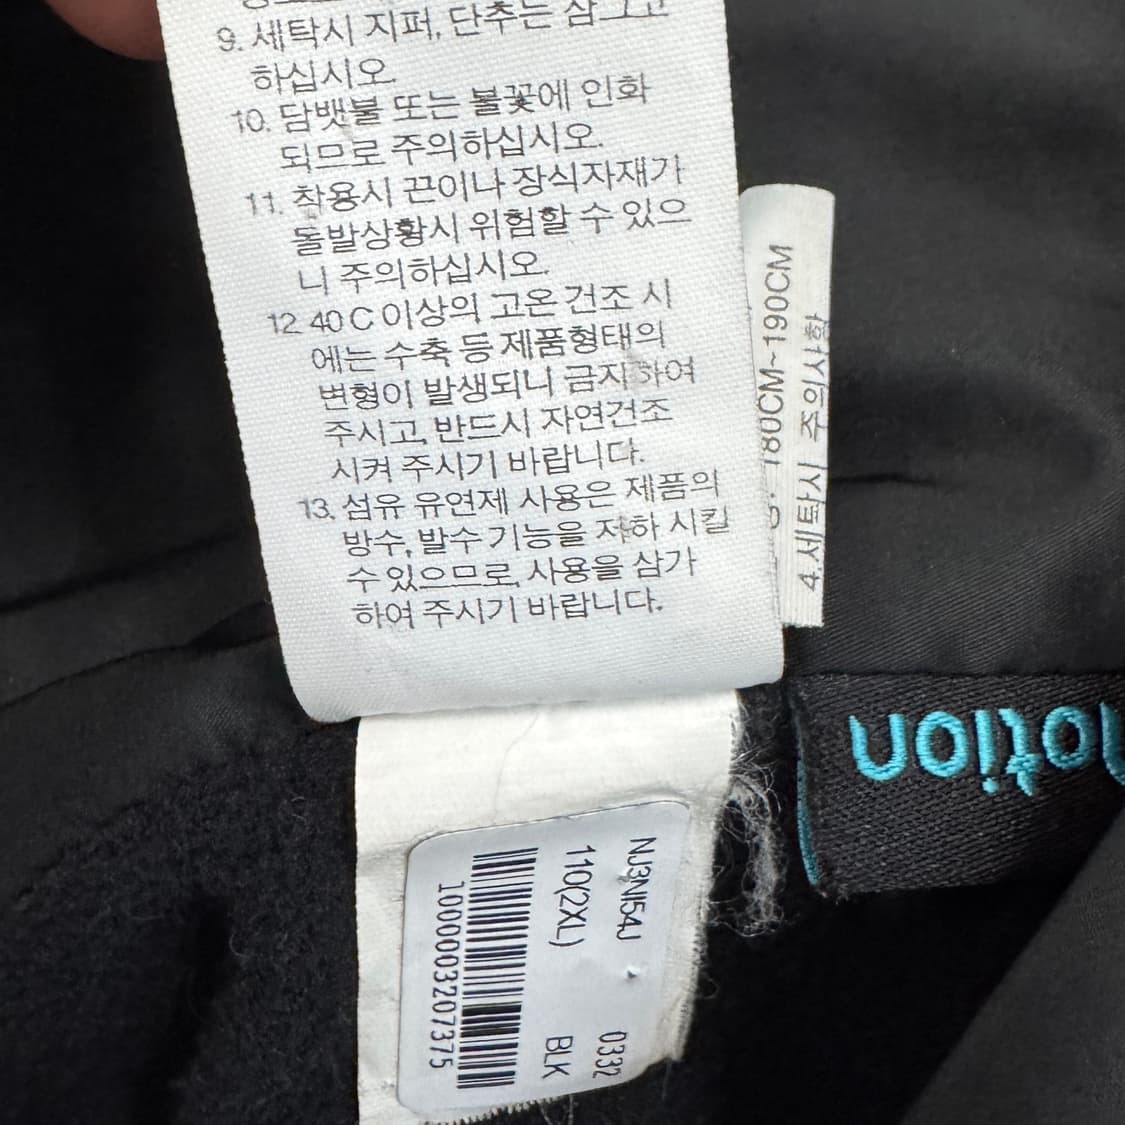 9. 세탁시 지퍼, 단추는 잠그고
하십시오.
10. 담뱃불 또는 불꽃에 인화
되므로 주의하십시오.
11. 착용시 끈이나 장식자재가
돌발상황시 위험할 수 있으
니 주의하십시오.
12. 40 C 이상의 고온 건조 시
에는 수축 등 제품형태의
변형이 발생되니 금지하여
주시고, 반드시 자연건조
시켜 주시기 바랍니다.
13. 섬유 유연제 사용은 제품의
방수, 발수 기능을 저하 시킬
수 있으므로, 사용을 삼가
하여 주시기 바랍니다.
180CM~190CM
4. 세탁시 주의사항
otion
NJ3NI54J 0332
110(2XL) BLK
1000003207375